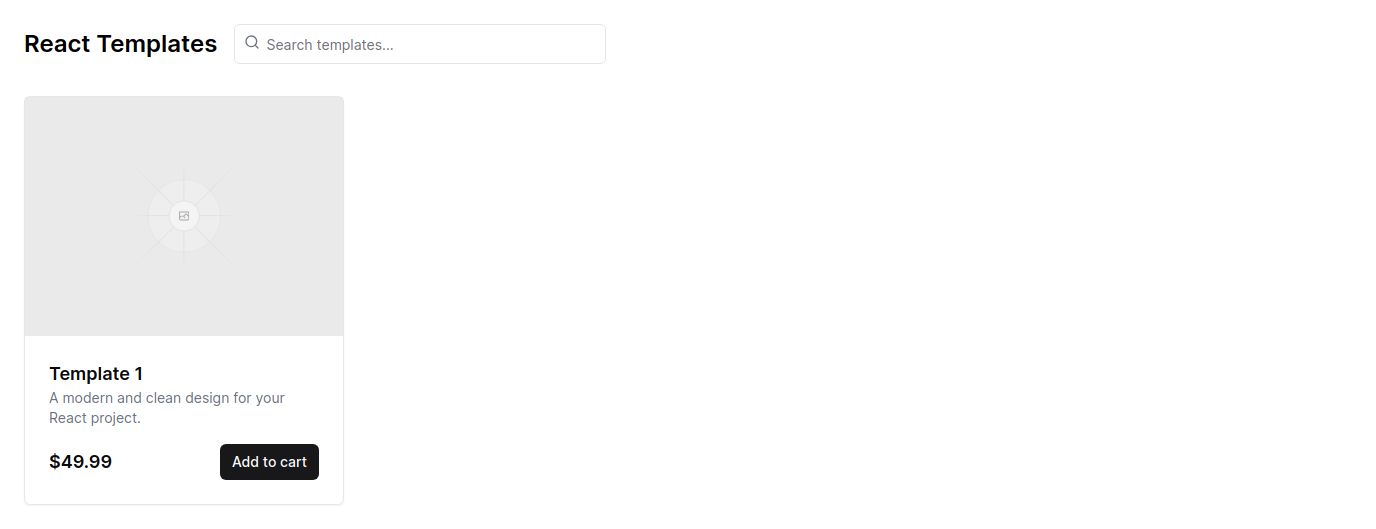 React Templates
Search templates...
Template 1
A modern and clean design for your
React project.
$49.99
Add to cart